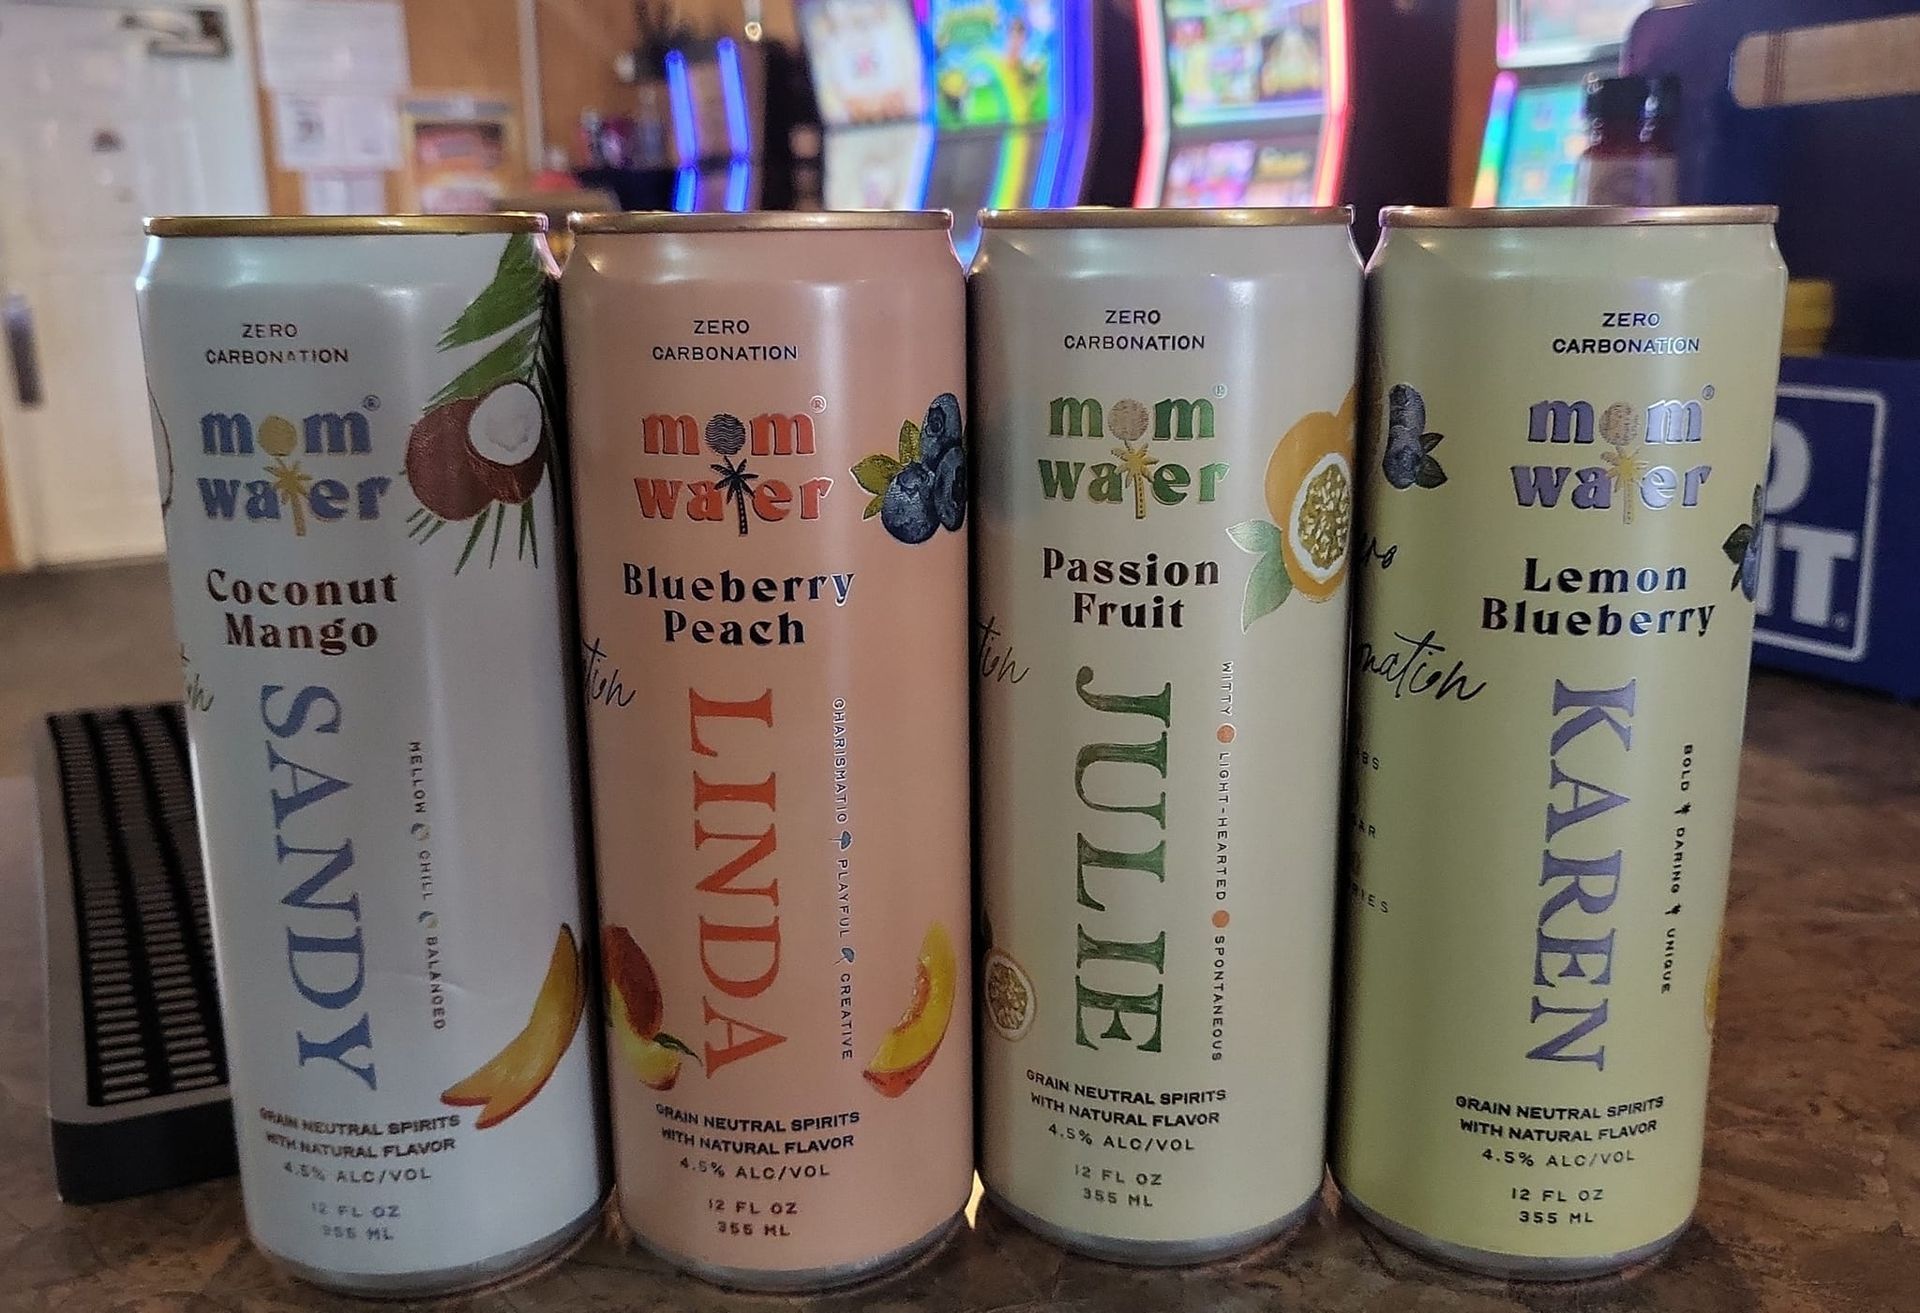 ZERO
CARBONATION
mom®
water
Coconut
Mango
SANDY
MELLOW CHILL BALANCED
GRAIN NEUTRAL SPIRITS
WITH NATURAL FLAVOR
4.5% ALC/VOL
12 FL OZ
355 ML
ZERO
CARBONATION
mom®
water
Blueberry
Peach
LINDA
CHARISMATIC PLAYFUL CREATIVE
GRAIN NEUTRAL SPIRITS
WITH NATURAL FLAVOR
4.5% ALC/VOL
12 FL OZ
355 ML
ZERO
CARBONATION
mom®
water
Passion
Fruit
JULIE
WITTY LIGHT-HEARTED SPONTANEOUS
GRAIN NEUTRAL SPIRITS
WITH NATURAL FLAVOR
4.5% ALC/VOL
12 FL OZ
355 ML
ZERO
CARBONATION
mom®
water
Lemon
Blueberry
KAREN
BOLD DARING UNIQUE
GRAIN NEUTRAL SPIRITS
WITH NATURAL FLAVOR
4.5% ALC/VOL
12 FL OZ
355 ML